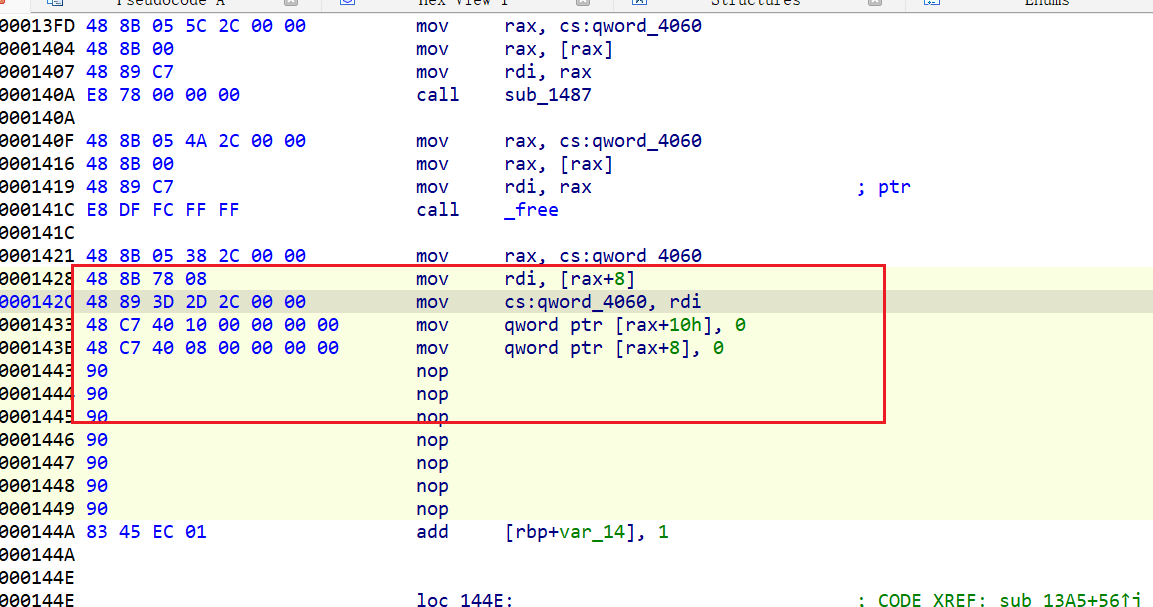 Pseudocode A Hex View 1 Structures Enums
00013FD 48 8B 05 5C 2C 00 00 mov rax, cs:qword_4060
0001404 48 8B 00 mov rax, [rax]
0001407 48 89 C7 mov rdi, rax
000140A E8 78 00 00 00 call sub_1487
000140A
000140F 48 8B 05 4A 2C 00 00 mov rax, cs:qword_4060
0001416 48 8B 00 mov rax, [rax]
0001419 48 89 C7 mov rdi, rax ; ptr
000141C E8 DF FC FF FF call _free
000141C
0001421 48 8B 05 38 2C 00 00 mov rax, cs:qword_4060
0001428 48 8B 78 08 mov rdi, [rax+8]
000142C 48 89 3D 2D 2C 00 00 mov cs:qword_4060, rdi
0001433 48 C7 40 10 00 00 00 00 mov qword ptr [rax+10h], 0
000143B 48 C7 40 08 00 00 00 00 mov qword ptr [rax+8], 0
0001443 90 nop
0001444 90 nop
0001445 90 nop
0001446 90 nop
0001447 90 nop
0001448 90 nop
0001449 90 nop
000144A 83 45 EC 01 add [rbp+var_14], 1
000144A
000144E
000144E loc_144E: ; CODE XREF: sub_13A5+56↑j